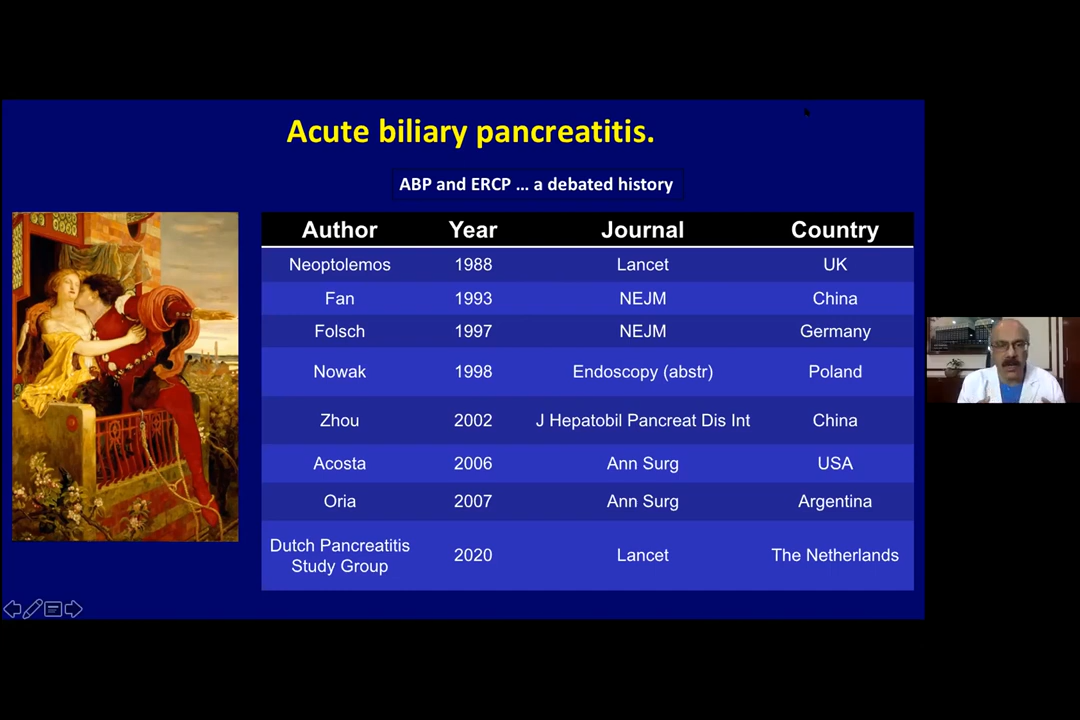 Acute biliary pancreatitis.
ABP and ERCP ... a debated history
Author Year Journal Country
Neoptolemos 1988 Lancet UK
Fan 1993 NEJM China
Folsch 1997 NEJM Germany
Nowak 1998 Endoscopy (abstr) Poland
Zhou 2002 J Hepatobil Pancreat Dis Int China
Acosta 2006 Ann Surg USA
Oria 2007 Ann Surg Argentina
Dutch Pancreatitis
Study Group 2020 Lancet The Netherlands